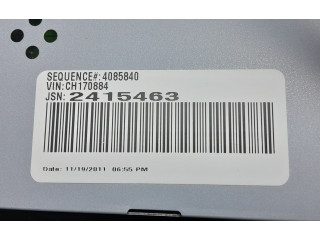 SEQUENCE#: 4085840
VIN: CH170884
JSN: 2415463
Date: 11/19/2011 06:55 PM